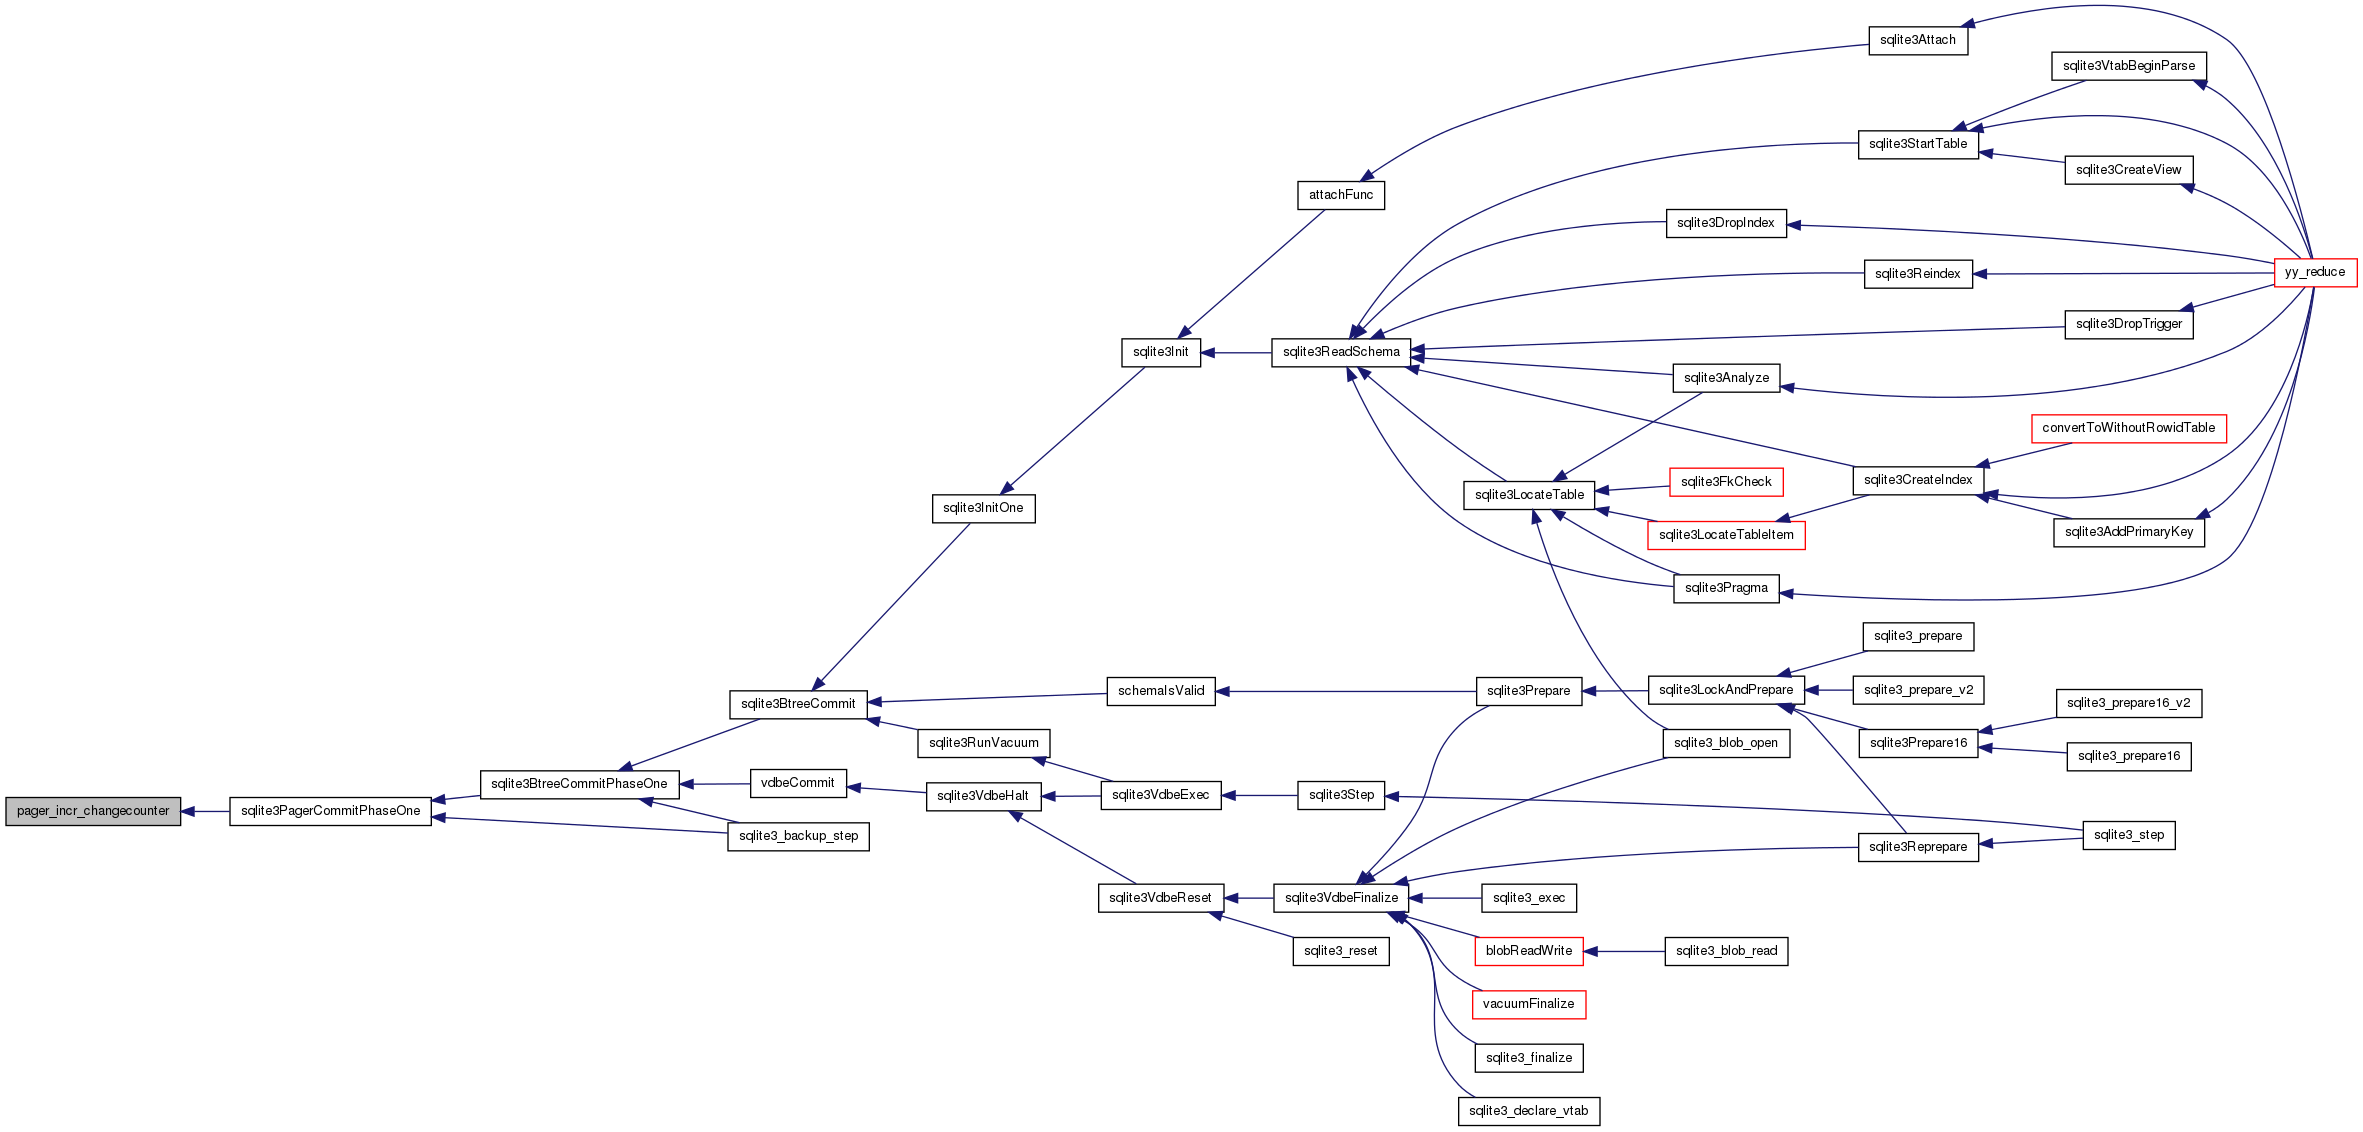 sqlite3Attach
sqlite3VtabBeginParse
sqlite3StartTable
sqlite3CreateView
attachFunc
sqlite3DropIndex
yy_reduce
sqlite3Reindex
sqlite3DropTrigger
sqlite3Init
sqlite3ReadSchema
sqlite3Analyze
convertToWithoutRowidTable
sqlite3FkCheck
sqlite3CreateIndex
sqlite3LocateTable
sqlite3InitOne
sqlite3LocateTableItem
sqlite3AddPrimaryKey
sqlite3Pragma
sqlite3_prepare
schemaIsValid
sqlite3Prepare
sqlite3LockAndPrepare
sqlite3_prepare_v2
sqlite3BtreeCommit
sqlite3_prepare16_v2
sqlite3RunVacuum
sqlite3_blob_open
sqlite3Prepare16
sqlite3_prepare16
sqlite3BtreeCommitPhaseOne
vdbeCommit
sqlite3VdbeHalt
sqlite3VdbeExec
sqlite3Step
pager_incr_changecounter
sqlite3PagerCommitPhaseOne
sqlite3_backup_step
sqlite3_step
sqlite3Reprepare
sqlite3VdbeReset
sqlite3VdbeFinalize
sqlite3_exec
sqlite3_reset
blobReadWrite
sqlite3_blob_read
vacuumFinalize
sqlite3_finalize
sqlite3_declare_vtab